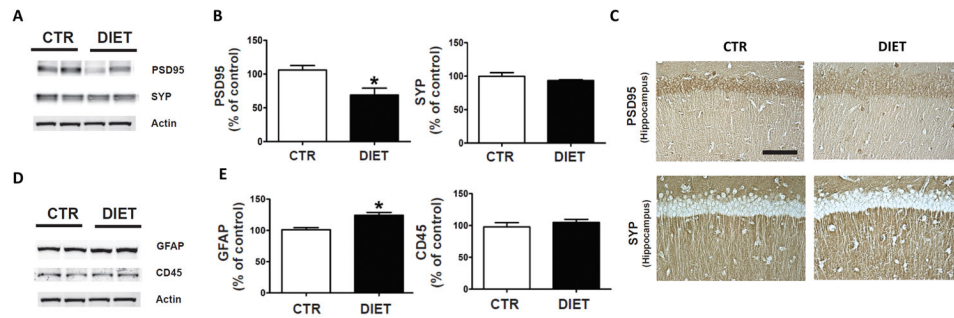 A
CTR DIET
PSD95
SYP
Actin
B
PSD95
(% of control)
150
100
50
0
*
CTR DIET
SYP
(% of control)
150
100
50
0
CTR DIET
C
CTR DIET
PSD95
(Hippocampus)
SYP
(Hippocampus)
D
CTR DIET
GFAP
CD45
Actin
E
GFAP
(% of control)
150
100
50
0
*
CTR DIET
CD45
(% of control)
150
100
50
0
CTR DIET